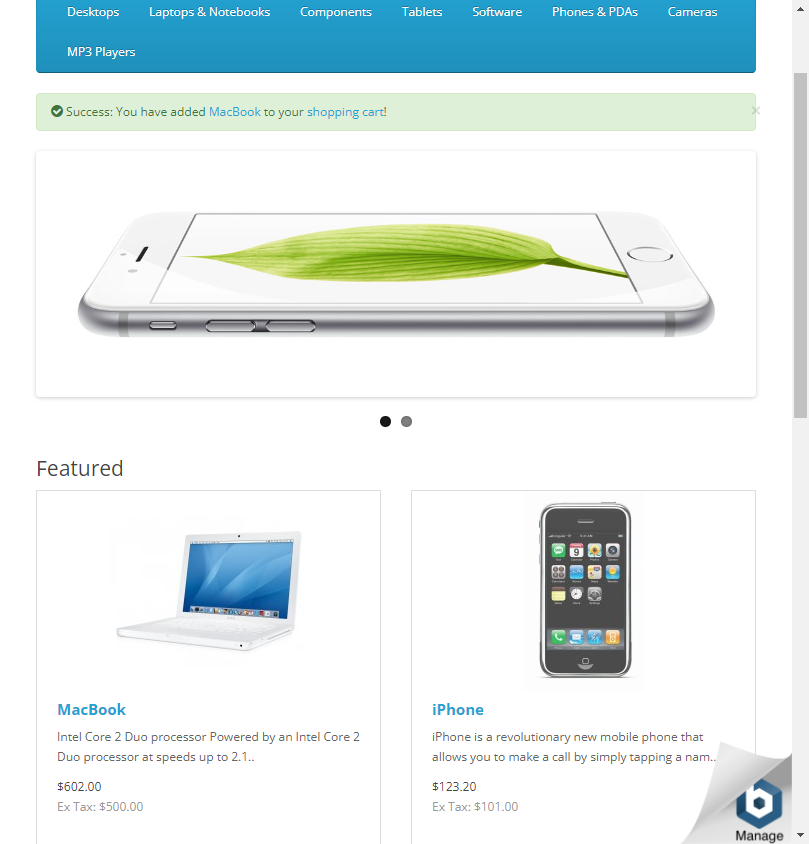 Desktops Laptops & Notebooks Components Tablets Software Phones & PDAs Cameras
MP3 Players
Success: You have added MacBook to your shopping cart!
×
Featured
MacBook
Intel Core 2 Duo processor Powered by an Intel Core 2
Duo processor at speeds up to 2.1..
$602.00
Ex Tax: $500.00
iPhone
iPhone is a revolutionary new mobile phone that
allows you to make a call by simply tapping a nam..
$123.20
Ex Tax: $101.00
Manage